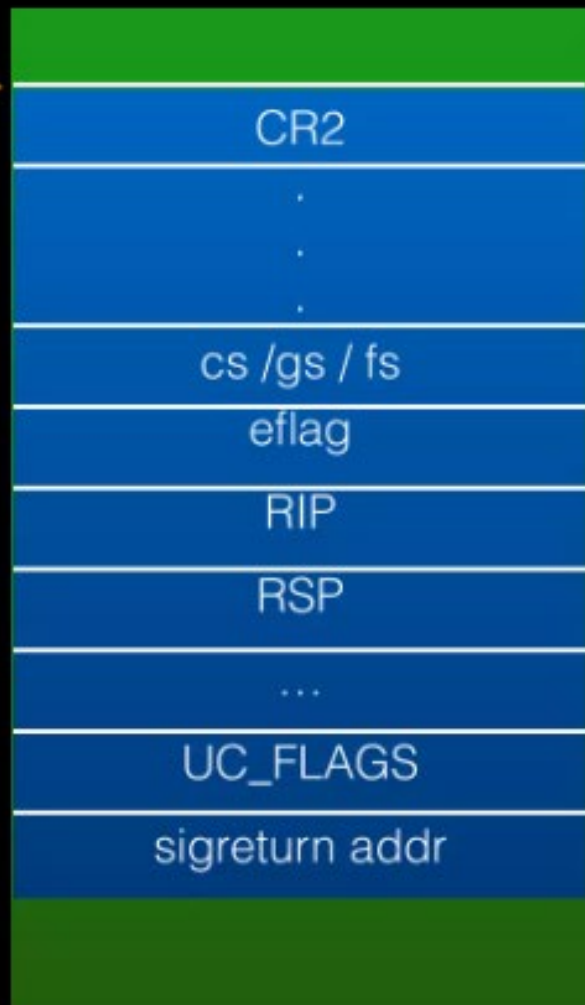 CR2
.
.
.
cs /gs / fs
eflag
RIP
RSP
...
UC_FLAGS
sigreturn addr